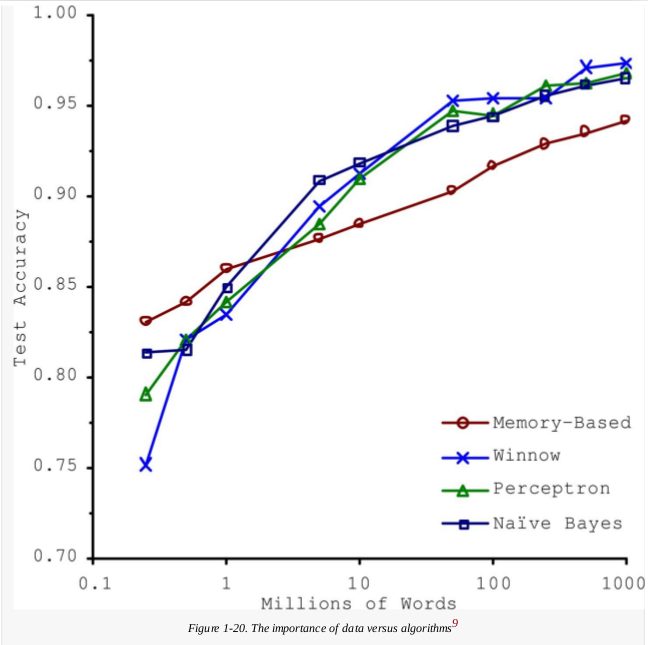 1.00
0.95
0.90
0.85
0.80
0.75
0.70
Test Accuracy
Memory-Based
Winnow
Perceptron
Naïve Bayes
0.1 1 10 100 1000
Millions of Words
Figure 1-20. The importance of data versus algorithms9